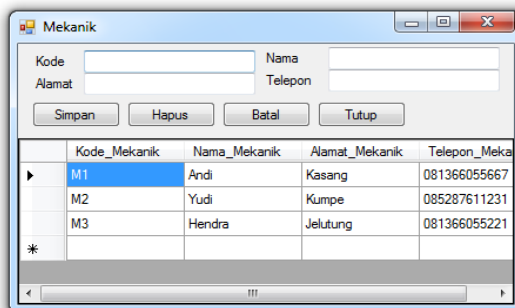 Mekanik
Kode Nama
Alamat Telepon
Simpan Hapus Batal Tutup
Kode_Mekanik Nama_Mekanik Alamat_Mekanik Telepon_Meka
M1 Andi Kasang 081366055667
M2 Yudi Kumpe 085287611231
M3 Hendra Jelutung 081366055221